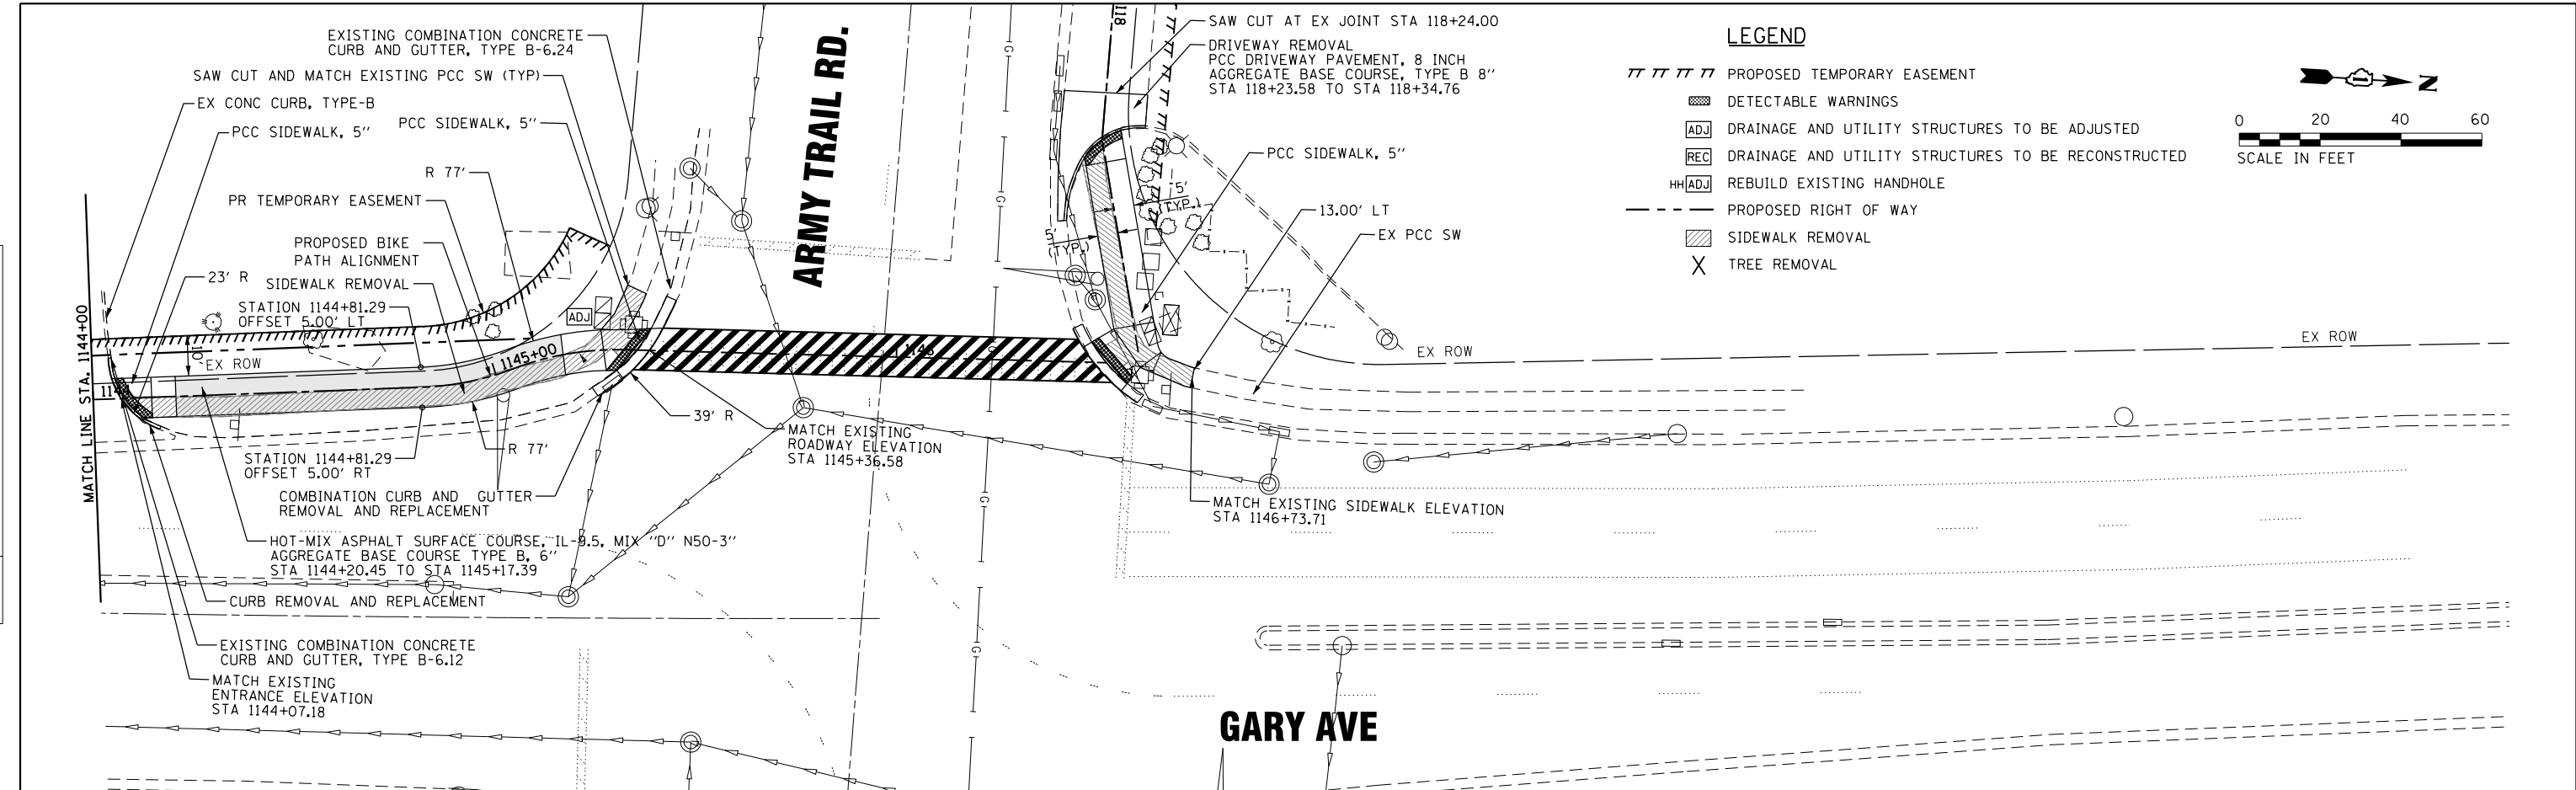 EXISTING COMBINATION CONCRETE
CURB AND GUTTER, TYPE B-6.24
SAW CUT AND MATCH EXISTING PCC SW (TYP)
EX CONC CURB, TYPE-B
PCC SIDEWALK, 5"
PCC SIDEWALK, 5"
R 77'
PR TEMPORARY EASEMENT
PROPOSED BIKE
PATH ALIGNMENT
23' R
SIDEWALK REMOVAL
STATION 1144+81.29
OFFSET 5.00' LT
MATCH LINE STA. 1144+00
10'
EX ROW
1145+00
ADJ
STATION 1144+81.29
OFFSET 5.00' RT
R 77'
COMBINATION CURB AND GUTTER
REMOVAL AND REPLACEMENT
HOT-MIX ASPHALT SURFACE COURSE, IL-9.5, MIX "D" N50-3"
AGGREGATE BASE COURSE TYPE B, 6"
STA 1144+20.45 TO STA 1145+17.39
CURB REMOVAL AND REPLACEMENT
EXISTING COMBINATION CONCRETE
CURB AND GUTTER, TYPE B-6.12
MATCH EXISTING
ENTRANCE ELEVATION
STA 1144+07.18
ARMY TRAIL RD.
1146
39' R
MATCH EXISTING
ROADWAY ELEVATION
STA 1145+36.58
G
G
G
G
118
SAW CUT AT EX JOINT STA 118+24.00
DRIVEWAY REMOVAL
PCC DRIVEWAY PAVEMENT, 8 INCH
AGGREGATE BASE COURSE, TYPE B 8"
STA 118+23.58 TO STA 118+34.76
PCC SIDEWALK, 5"
5'
(TYP.)
5'
(TYP.)
13.00' LT
EX PCC SW
EX ROW
EX ROW
MATCH EXISTING SIDEWALK ELEVATION
STA 1146+73.71
GARY AVE
LEGEND
PROPOSED TEMPORARY EASEMENT
DETECTABLE WARNINGS
ADJ DRAINAGE AND UTILITY STRUCTURES TO BE ADJUSTED
REC DRAINAGE AND UTILITY STRUCTURES TO BE RECONSTRUCTED
HH ADJ REBUILD EXISTING HANDHOLE
PROPOSED RIGHT OF WAY
SIDEWALK REMOVAL
TREE REMOVAL
N
0 20 40 60
SCALE IN FEET